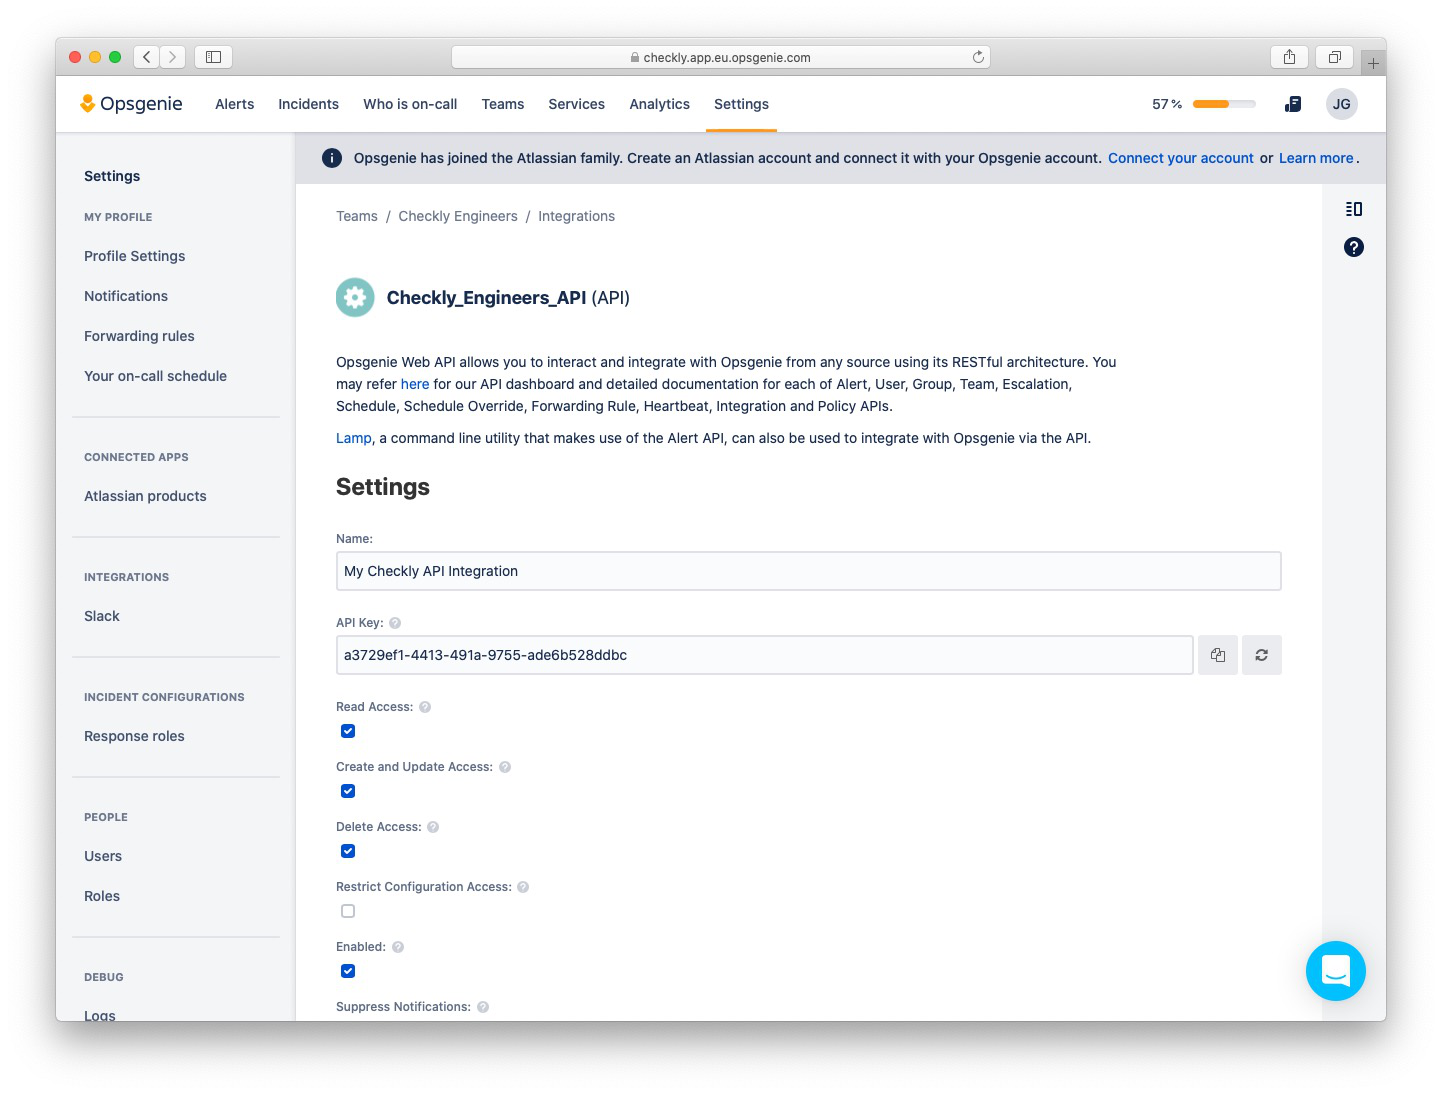 checkly.app.eu.opsgenie.com
Opsgenie Alerts Incidents Who is on-call Teams Services Analytics Settings 57% JG
Opsgenie has joined the Atlassian family. Create an Atlassian account and connect it with your Opsgenie account. Connect your account or Learn more.
Settings
MY PROFILE
Profile Settings
Notifications
Forwarding rules
Your on-call schedule
CONNECTED APPS
Atlassian products
INTEGRATIONS
Slack
INCIDENT CONFIGURATIONS
Response roles
PEOPLE
Users
Roles
DEBUG
Logs
Teams / Checkly Engineers / Integrations
Checkly_Engineers_API (API)
Opsgenie Web API allows you to interact and integrate with Opsgenie from any source using its RESTful architecture. You
may refer here for our API dashboard and detailed documentation for each of Alert, User, Group, Team, Escalation,
Schedule, Schedule Override, Forwarding Rule, Heartbeat, Integration and Policy APIs.
Lamp, a command line utility that makes use of the Alert API, can also be used to integrate with Opsgenie via the API.
Settings
Name:
My Checkly API Integration
API Key:
a3729ef1-4413-491a-9755-ade6b528ddbc
Read Access:
Create and Update Access:
Delete Access:
Restrict Configuration Access:
Enabled:
Suppress Notifications: